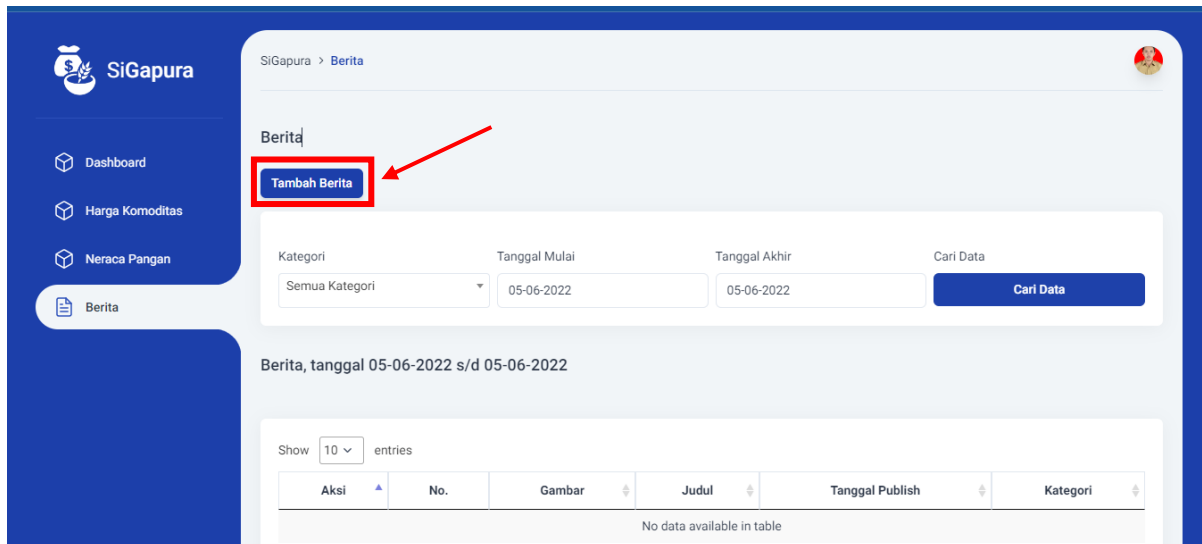 SiGapura
SiGapura > Berita
Dashboard
Harga Komoditas
Neraca Pangan
Berita
Berita
Tambah Berita
Kategori Tanggal Mulai Tanggal Akhir Cari Data
Semua Kategori 05-06-2022 05-06-2022 Cari Data
Berita, tanggal 05-06-2022 s/d 05-06-2022
Show 10 entries
Aksi No. Gambar Judul Tanggal Publish Kategori
No data available in table